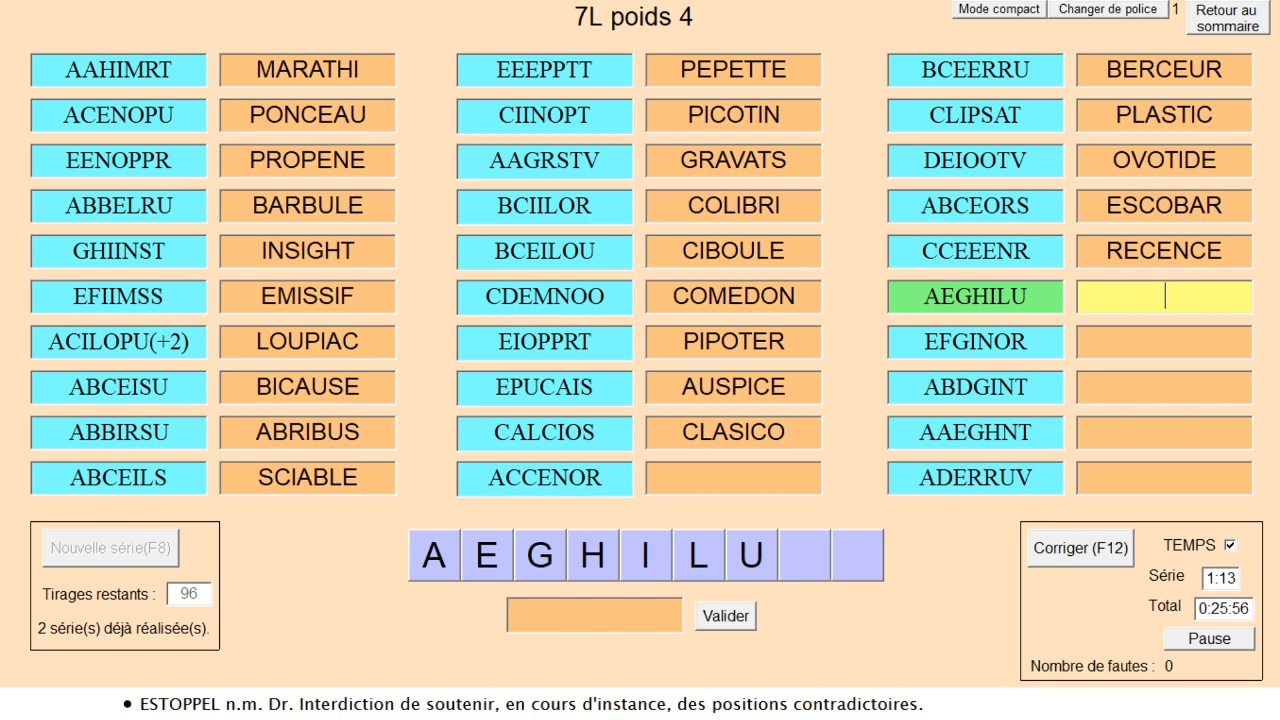 7L poids 4
Mode compact Changer de police 1 Retour au
sommaire
AAHIMRT MARATHI EEEPPTT PEPETTE BCEERRU BERCEUR
ACENOPU PONCEAU CIINOPT PICOTIN CLIPSAT PLASTIC
EENOPPR PROPENE AAGRSTV GRAVATS DEIOOTV OVOTIDE
ABBELRU BARBULE BCIILOR COLIBRI ABCEORS ESCOBAR
GHIINST INSIGHT BCEILOU CIBOULE CCEEENR RECENCE
EFIIMSS EMISSIF CDEMNOO COMEDON AEGHILU
ACILOPU(+2) LOUPIAC EIOPPRT PIPOTER EFGINOR
ABCEISU BICAUSE EPUCAIS AUSPICE ABDGINT
ABBIRSU ABRIBUS CALCIOS CLASICO AAEGHNT
ABCEILS SCIABLE ACCENOR ADERRUV
Nouvelle série(F8)
Tirages restants : 96
2 série(s) déjà réalisée(s).
A E G H I L U
Valider
Corriger (F12) TEMPS
Série 1:13
Total 0:25:56
Pause
Nombre de fautes : 0
• ESTOPPEL n.m. Dr. Interdiction de soutenir, en cours d'instance, des positions contradictoires.